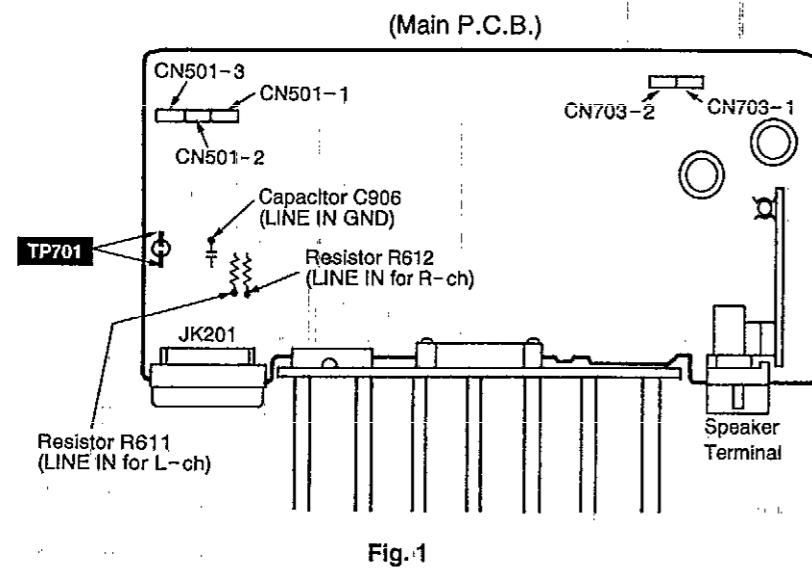 (Main P.C.B.)
CN501-3
CN501-1
CN501-2
CN703-2
CN703-1
Capacitor C906
(LINE IN GND)
TP701
Resistor R612
(LINE IN for R-ch)
JK201
Resistor R611
(LINE IN for L-ch)
Speaker
Terminal
Fig. 1